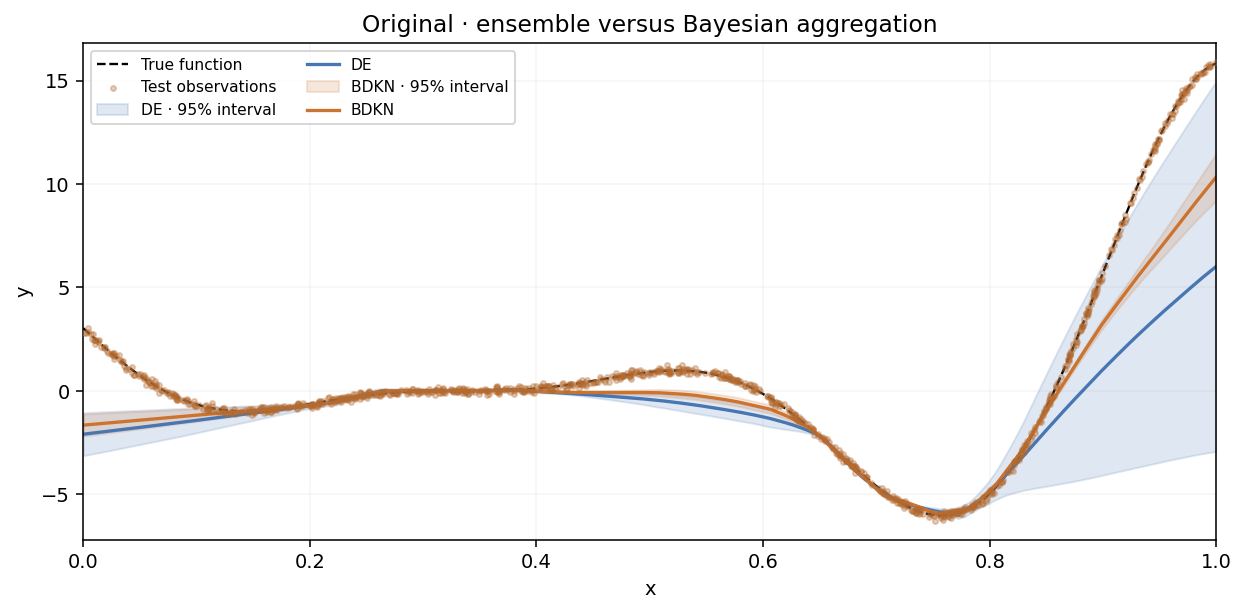 Original · ensemble versus Bayesian aggregation
True function
Test observations
DE · 95% interval
DE
BDKN · 95% interval
BDKN
y
15
10
5
0
−5
0.0 0.2 0.4 0.6 0.8 1.0
x